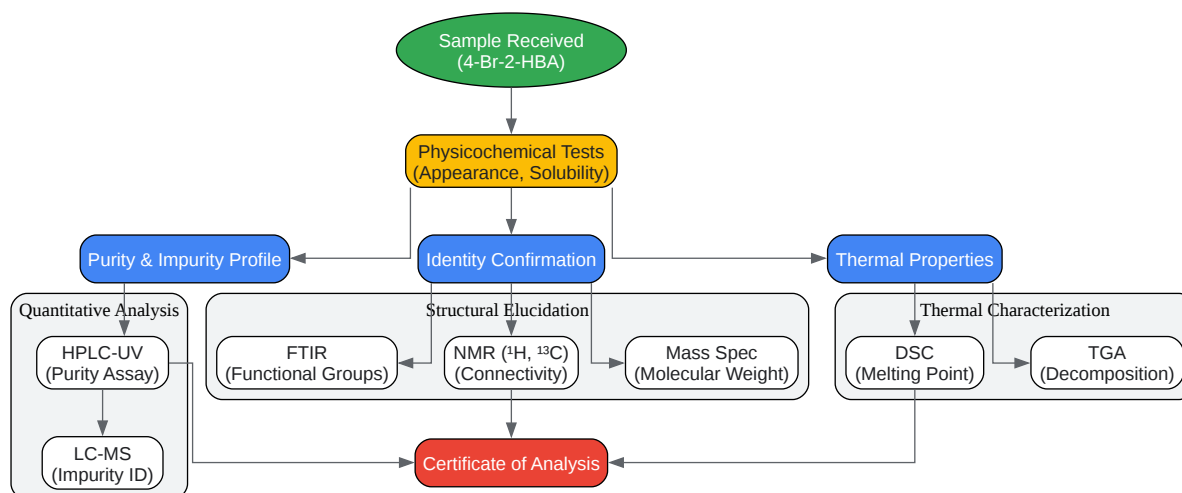 Sample Received
(4-Br-2-HBA)
Physicochemical Tests
(Appearance, Solubility)
Purity & Impurity Profile
Identity Confirmation
Thermal Properties
Quantitative Analysis
Structural Elucidation
Thermal Characterization
HPLC-UV
(Purity Assay)
FTIR
(Functional Groups)
NMR (¹H, ¹³C)
(Connectivity)
Mass Spec
(Molecular Weight)
DSC
(Melting Point)
TGA
(Decomposition)
LC-MS
(Impurity ID)
Certificate of Analysis